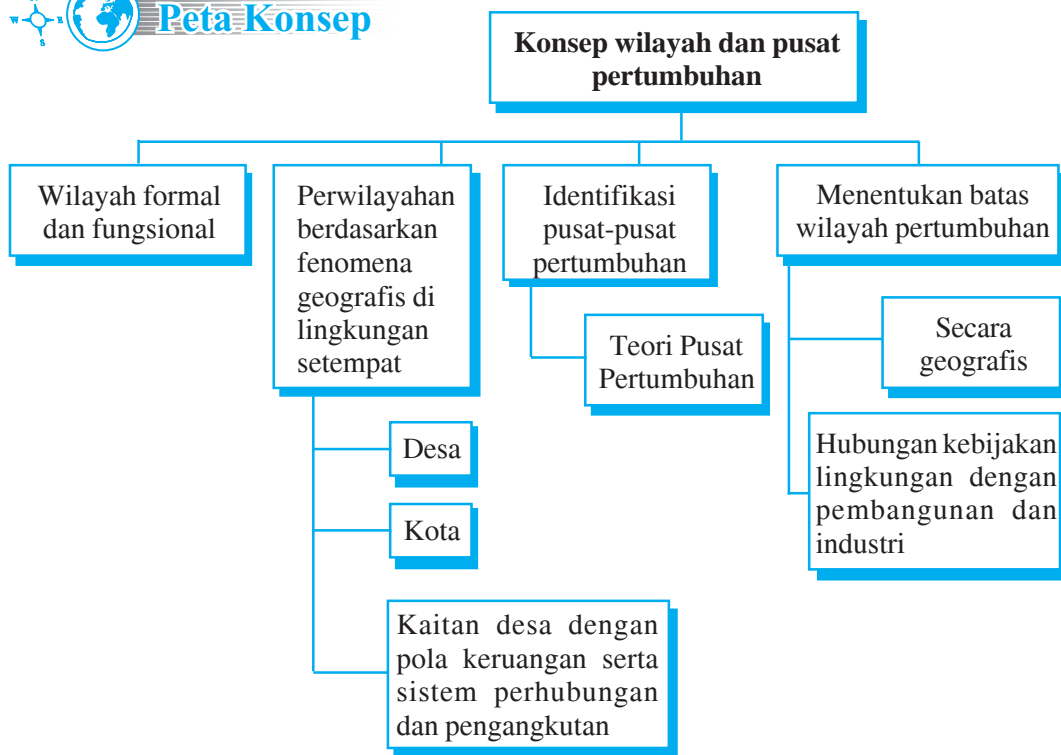 W E
S
Peta Konsep
Konsep wilayah dan pusat
pertumbuhan
Wilayah formal
dan fungsional
Perwilayahan
berdasarkan
fenomena
geografis di
lingkungan
setempat
Desa
Kota
Kaitan desa dengan
pola keruangan serta
sistem perhubungan
dan pengangkutan
Identifikasi
pusat-pusat
pertumbuhan
Teori Pusat
Pertumbuhan
Menentukan batas
wilayah pertumbuhan
Secara
geografis
Hubungan kebijakan
lingkungan dengan
pembangunan dan
industri